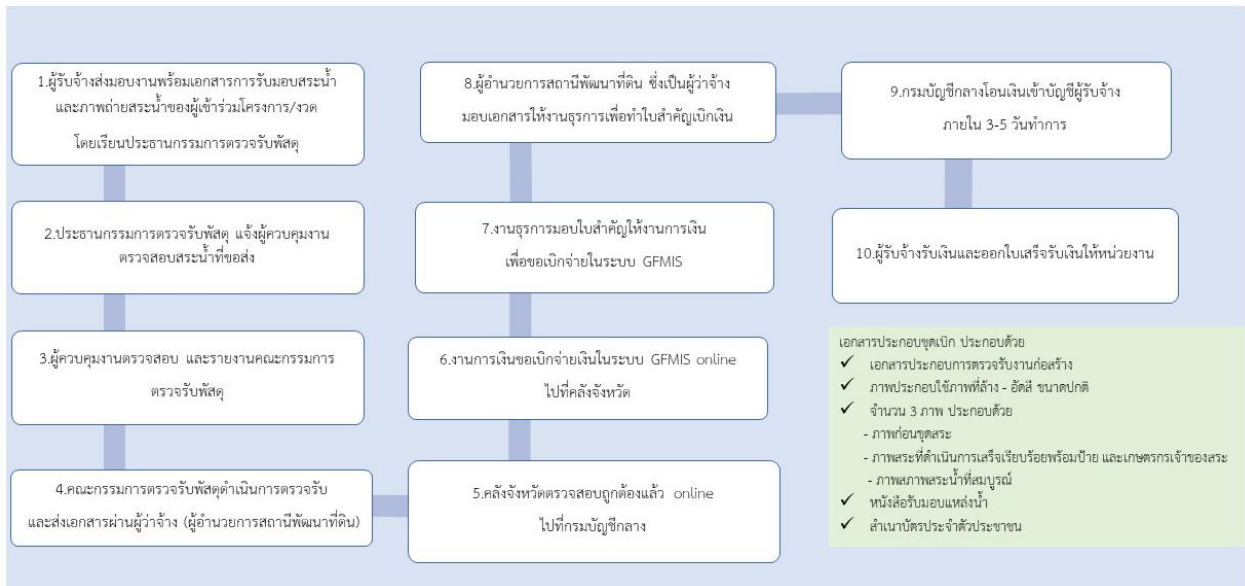 1.ผู้รับจ้างส่งมอบงานพร้อมเอกสารการรับมอบสระน้ำ
และภาพถ่ายสระน้ำของผู้เข้าร่วมโครงการ/งวด
โดยเรียนประธานกรรมการตรวจรับพัสดุ
2.ประธานกรรมการตรวจรับพัสดุ แจ้งผู้ควบคุมงาน
ตรวจสอบสระน้ำที่ขอส่ง
3.ผู้ควบคุมงานตรวจสอบ และรายงานคณะกรรมการ
ตรวจรับพัสดุ
4.คณะกรรมการตรวจรับพัสดุดำเนินการตรวจรับ
และส่งเอกสารผ่านผู้ว่าจ้าง (ผู้อำนวยการสถานีพัฒนาที่ดิน)
5.คลังจังหวัดตรวจสอบถูกต้องแล้ว online
ไปที่กรมบัญชีกลาง
6.งานการเงินขอเบิกจ่ายเงินในระบบ GFMIS online
ไปที่คลังจังหวัด
7.งานธุรการมอบใบสำคัญให้งานการเงิน
เพื่อขอเบิกจ่ายในระบบ GFMIS
8.ผู้อำนวยการสถานีพัฒนาที่ดิน ซึ่งเป็นผู้ว่าจ้าง
มอบเอกสารให้งานธุรการเพื่อทำใบสำคัญเบิกเงิน
9.กรมบัญชีกลางโอนเงินเข้าบัญชีผู้รับจ้าง
ภายใน 3-5 วันทำการ
10.ผู้รับจ้างรับเงินและออกใบเสร็จรับเงินให้หน่วยงาน
เอกสารประกอบชุดเบิก ประกอบด้วย
✓ เอกสารประกอบการตรวจรับงานก่อสร้าง
✓ ภาพประกอบใช้ภาพที่ล้าง - อัดสี ขนาดปกติ
✓ จำนวน 3 ภาพ ประกอบด้วย
- ภาพก่อนขุดสระ
- ภาพสระที่ดำเนินการเสร็จเรียบร้อยพร้อมป้าย และเกษตรกรเจ้าของสระ
- ภาพสภาพสระน้ำที่สมบูรณ์
✓ หนังสือรับมอบแหล่งน้ำ
✓ สำเนาบัตรประจำตัวประชาชน